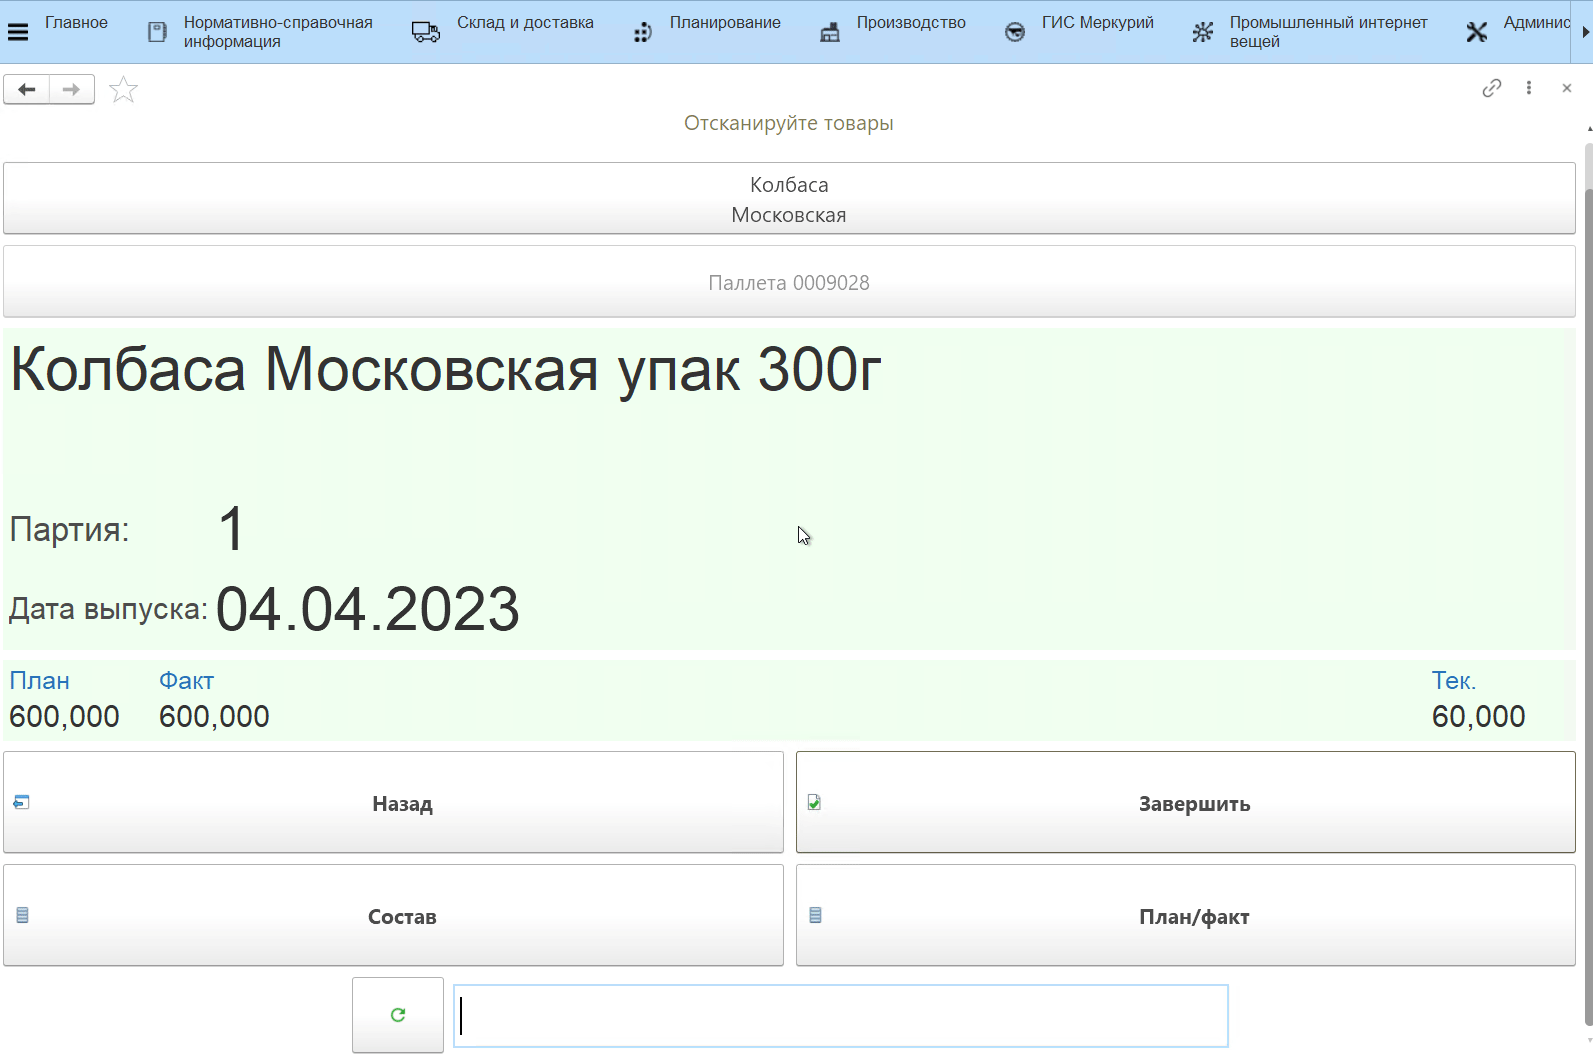 Главное
Нормативно-справочная
информация
Склад и доставка
Планирование
Производство
ГИС Меркурий
Промышленный интернет
вещей
Админис
Отсканируйте товары
Колбаса
Московская
Паллета 0009028
Колбаса Московская упак 300г
Партия: 1
Дата выпуска: 04.04.2023
План Факт Тек.
600,000 600,000 60,000
Назад Завершить
Состав План/факт